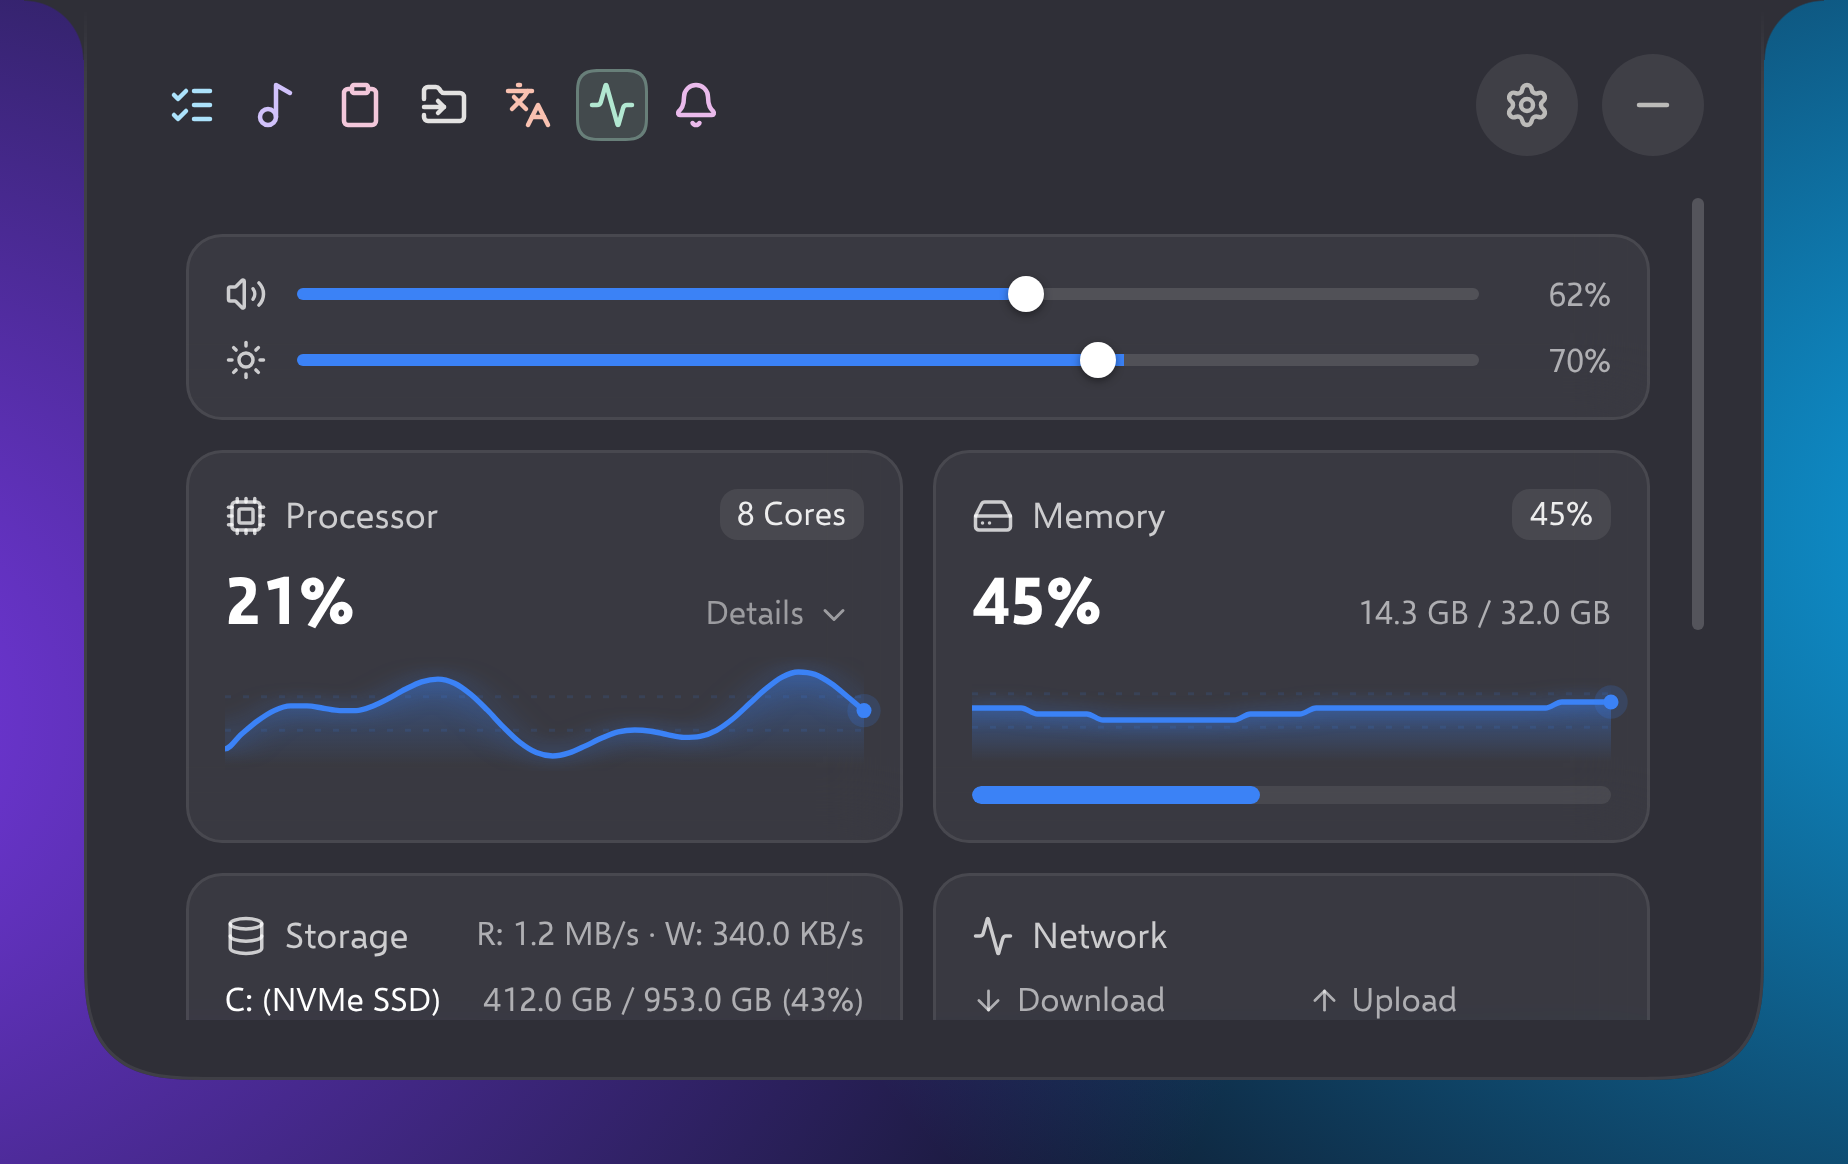 62%
70%
Processor
8 Cores
21%
Details
Memory
45%
45%
14.3 GB / 32.0 GB
Storage
R: 1.2 MB/s · W: 340.0 KB/s
C: (NVMe SSD)
412.0 GB / 953.0 GB (43%)
Network
↓ Download
↑ Upload